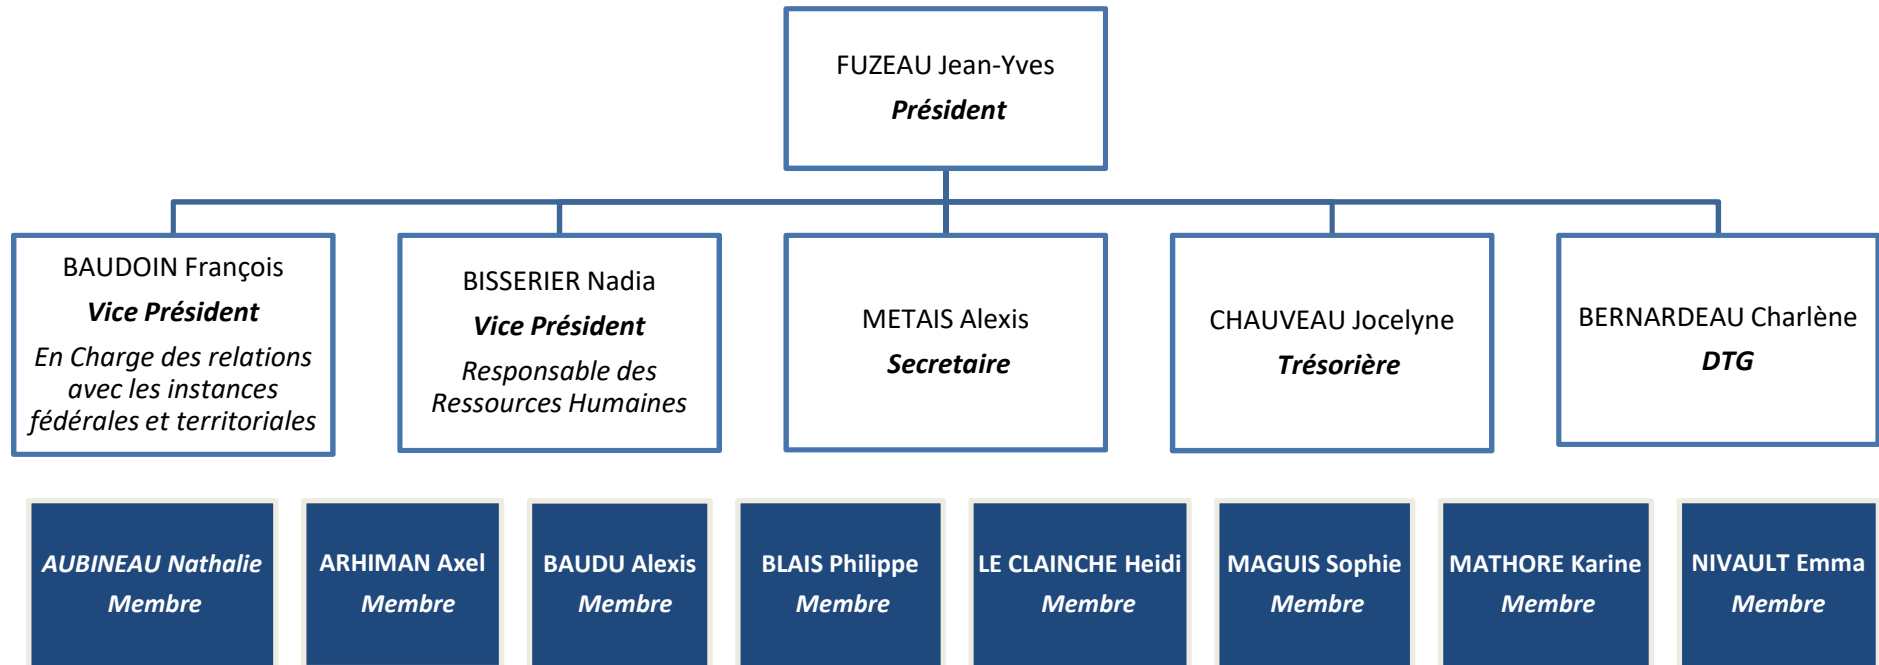 FUZEAU Jean-Yves
Président
BAUDOIN François
Vice Président
En Charge des relations
avec les instances
fédérales et territoriales
BISSERIER Nadia
Vice Président
Responsable des
Ressources Humaines
METAIS Alexis
Secretaire
CHAUVEAU Jocelyne
Trésorière
BERNARDEAU Charlène
DTG
AUBINEAU Nathalie
Membre
ARHIMAN Axel
Membre
BAUDU Alexis
Membre
BLAIS Philippe
Membre
LE CLAINCHE Heidi
Membre
MAGUIS Sophie
Membre
MATHORE Karine
Membre
NIVAULT Emma
Membre